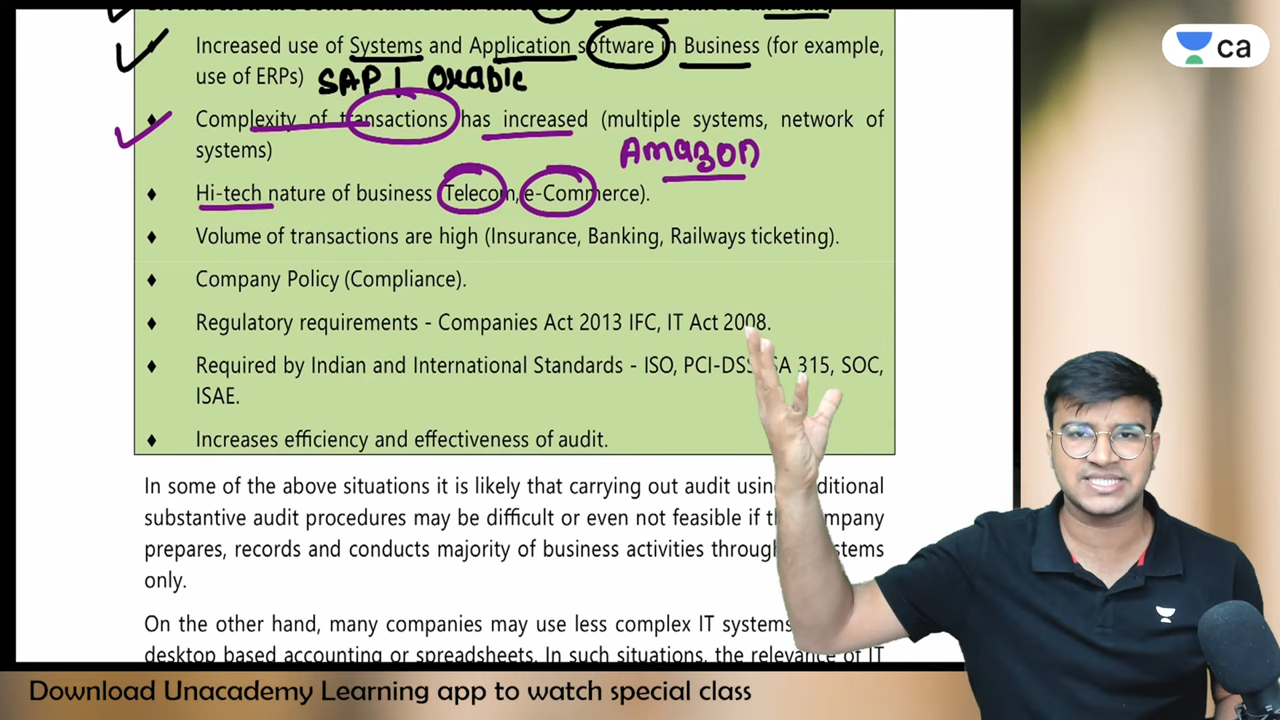 Increased use of Systems and Application software in Business (for example,
use of ERPs) SAP | Orable
Complexity of transactions has increased (multiple systems, network of
systems)
Amazon
Hi-tech nature of business Telecom, e-Commerce).
Volume of transactions are high (Insurance, Banking, Railways ticketing).
Company Policy (Compliance).
Regulatory requirements - Companies Act 2013 IFC, IT Act 2008.
Required by Indian and International Standards - ISO, PCI-DSS, SA 315, SOC,
ISAE.
Increases efficiency and effectiveness of audit.
In some of the above situations it is likely that carrying out audit using
substantive audit procedures may be difficult or even not feasible if
prepares, records and conducts majority of business activities through
only.
On the other hand, many companies may use less complex IT systems
desktop based accounting or spreadsheets. In such situations, the relevance of IT
ca
Download Unacademy Learning app to watch special class